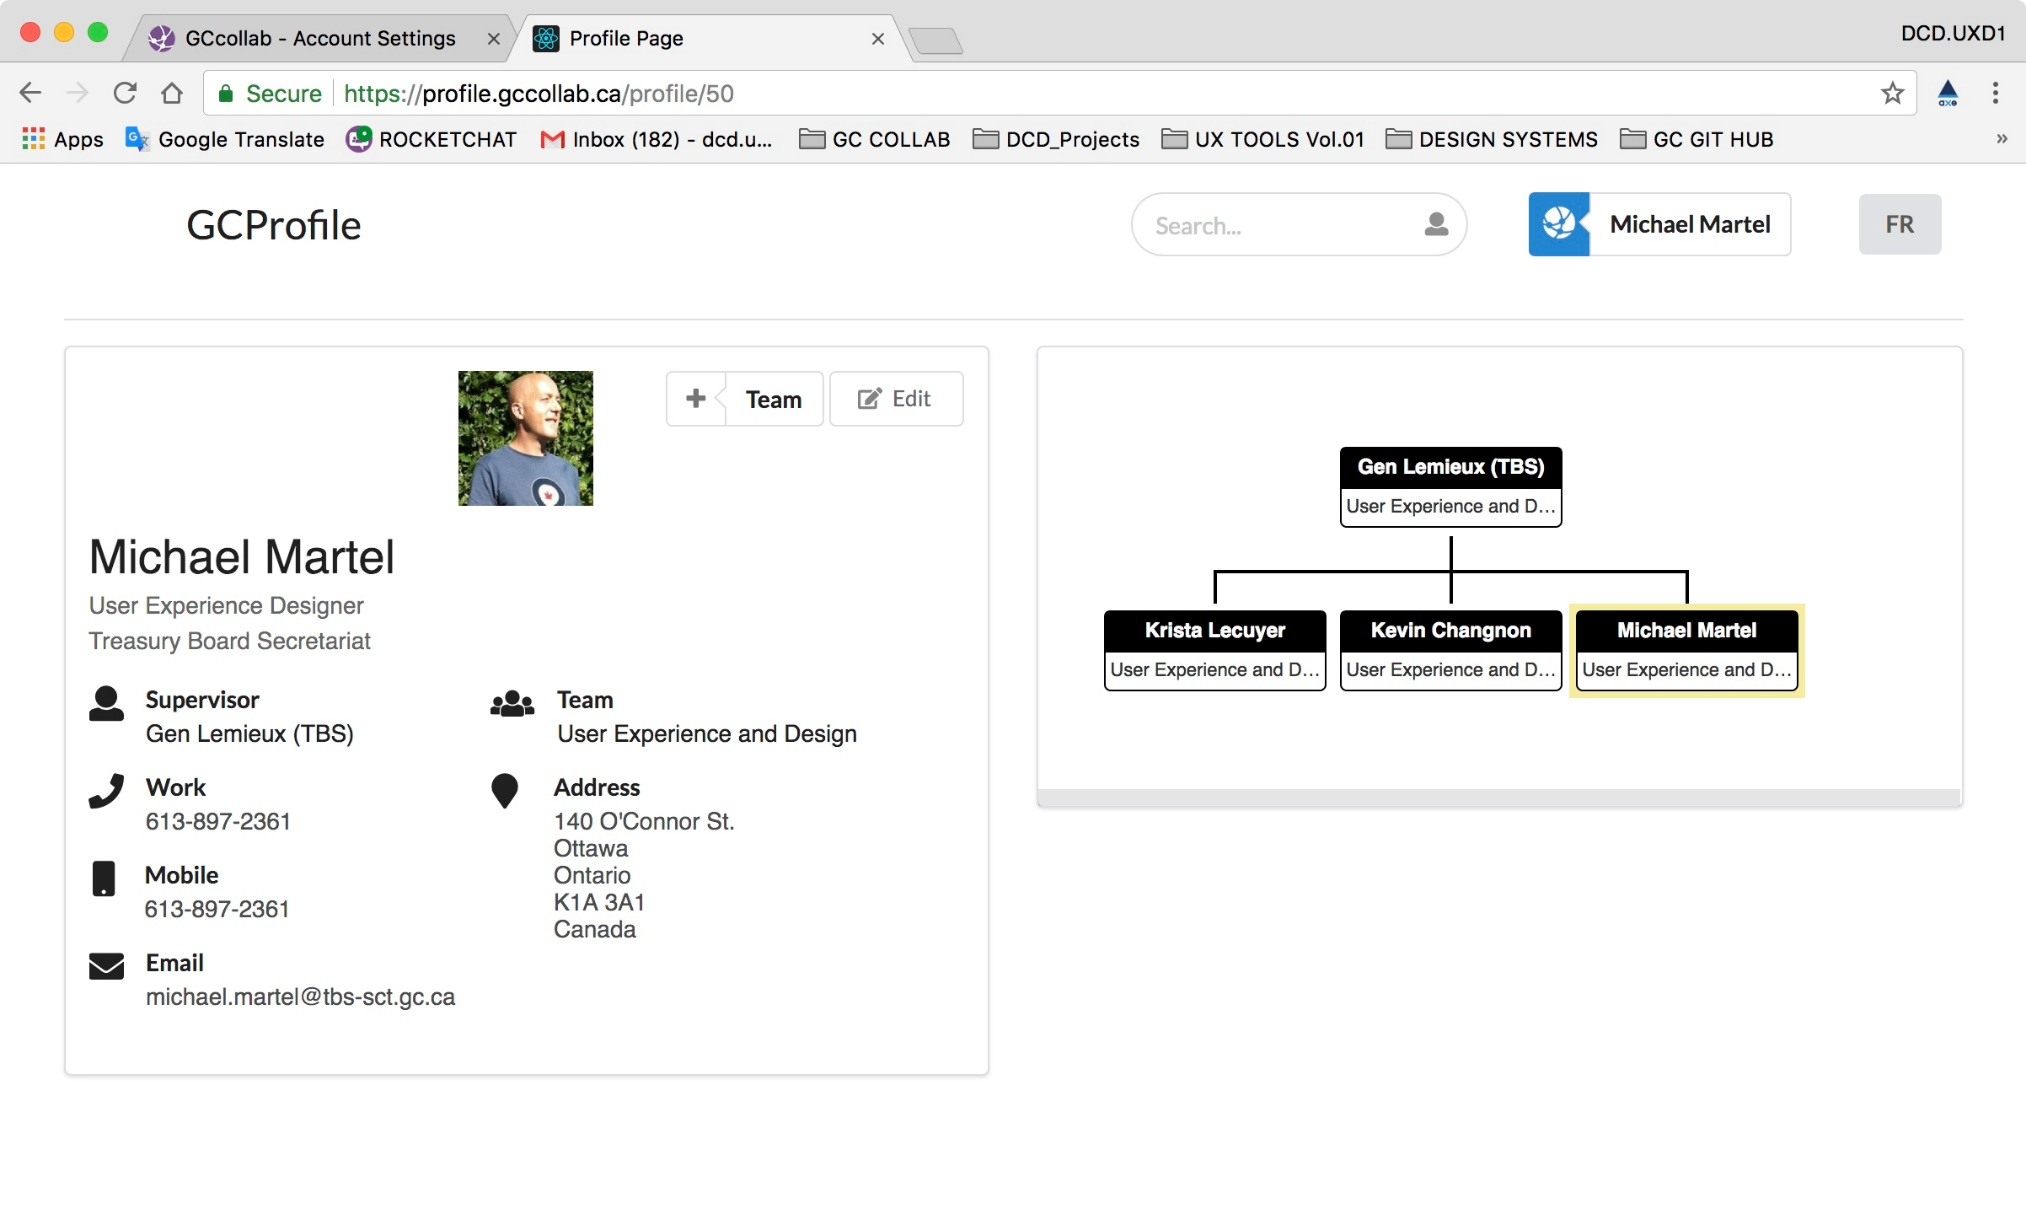 GCcollab - Account Settings
Profile Page
DCD.UXD1
Secure
https://profile.gccollab.ca/profile/50
axe
Apps
Google Translate
ROCKETCHAT
Inbox (182) - dcd.u...
GC COLLAB
DCD_Projects
UX TOOLS Vol.01
DESIGN SYSTEMS
GC GIT HUB
»
GCProfile
Search...
Michael Martel
FR
Team
Edit
Michael Martel
User Experience Designer
Treasury Board Secretariat
Supervisor
Gen Lemieux (TBS)
Team
User Experience and Design
Work
613-897-2361
Address
140 O'Connor St.
Ottawa
Ontario
K1A 3A1
Canada
Mobile
613-897-2361
Email
michael.martel@tbs-sct.gc.ca
Gen Lemieux (TBS)
User Experience and D...
Krista Lecuyer
User Experience and D...
Kevin Changnon
User Experience and D...
Michael Martel
User Experience and D...